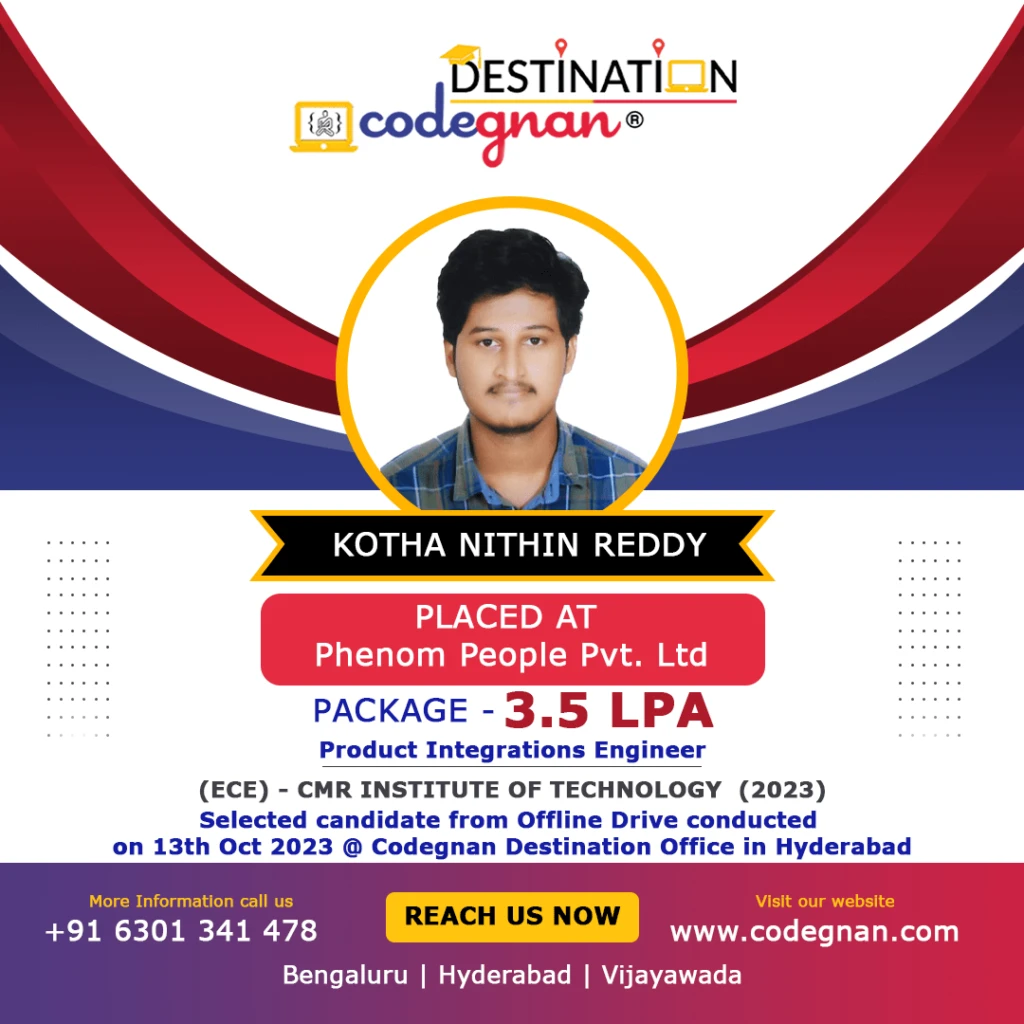 DESTINATION
codegnan®
KOTHA NITHIN REDDY
PLACED AT
Phenom People Pvt. Ltd
PACKAGE - 3.5 LPA
Product Integrations Engineer
(ECE) - CMR INSTITUTE OF TECHNOLOGY (2023)
Selected candidate from Offline Drive conducted
on 13th Oct 2023 @ Codegnan Destination Office in Hyderabad
More Information call us
+91 6301 341 478
REACH US NOW
Visit our website
www.codegnan.com
Bengaluru | Hyderabad | Vijayawada